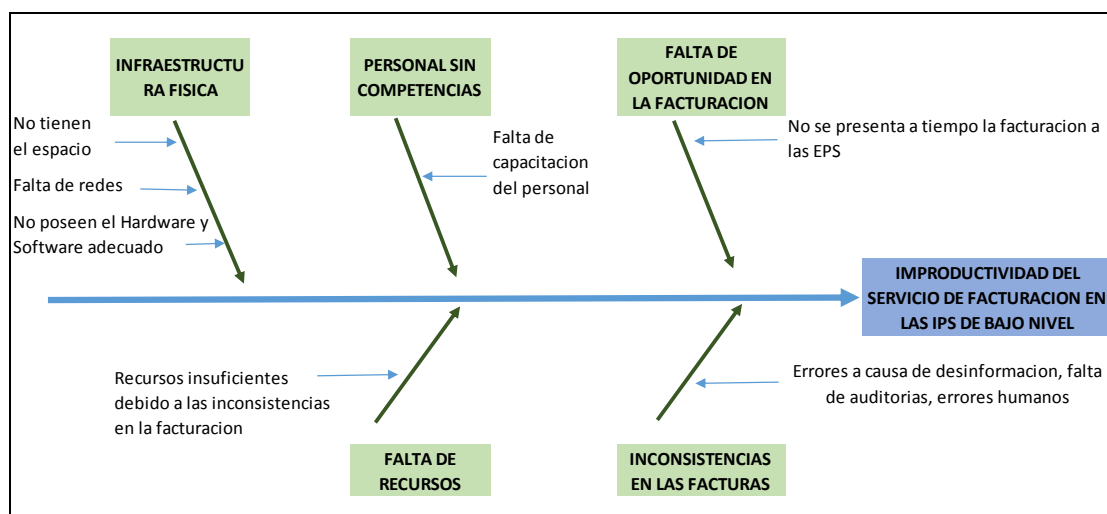 INFRAESTRUCTU
RA FISICA
PERSONAL SIN
COMPETENCIAS
FALTA DE
OPORTUNIDAD EN
LA FACTURACION
No tienen
el espacio
Falta de redes
No poseen el Hardware y
Software adecuado
Falta de
capacitacion
del personal
No se presenta a tiempo la facturacion a
las EPS
IMPRODUCTIVIDAD DEL
SERVICIO DE FACTURACION EN
LAS IPS DE BAJO NIVEL
Recursos insuficientes
debido a las inconsistencias
en la facturacion
Errores a causa de desinformacion, falta
de auditorias, errores humanos
FALTA DE
RECURSOS
INCONSISTENCIAS
EN LAS FACTURAS